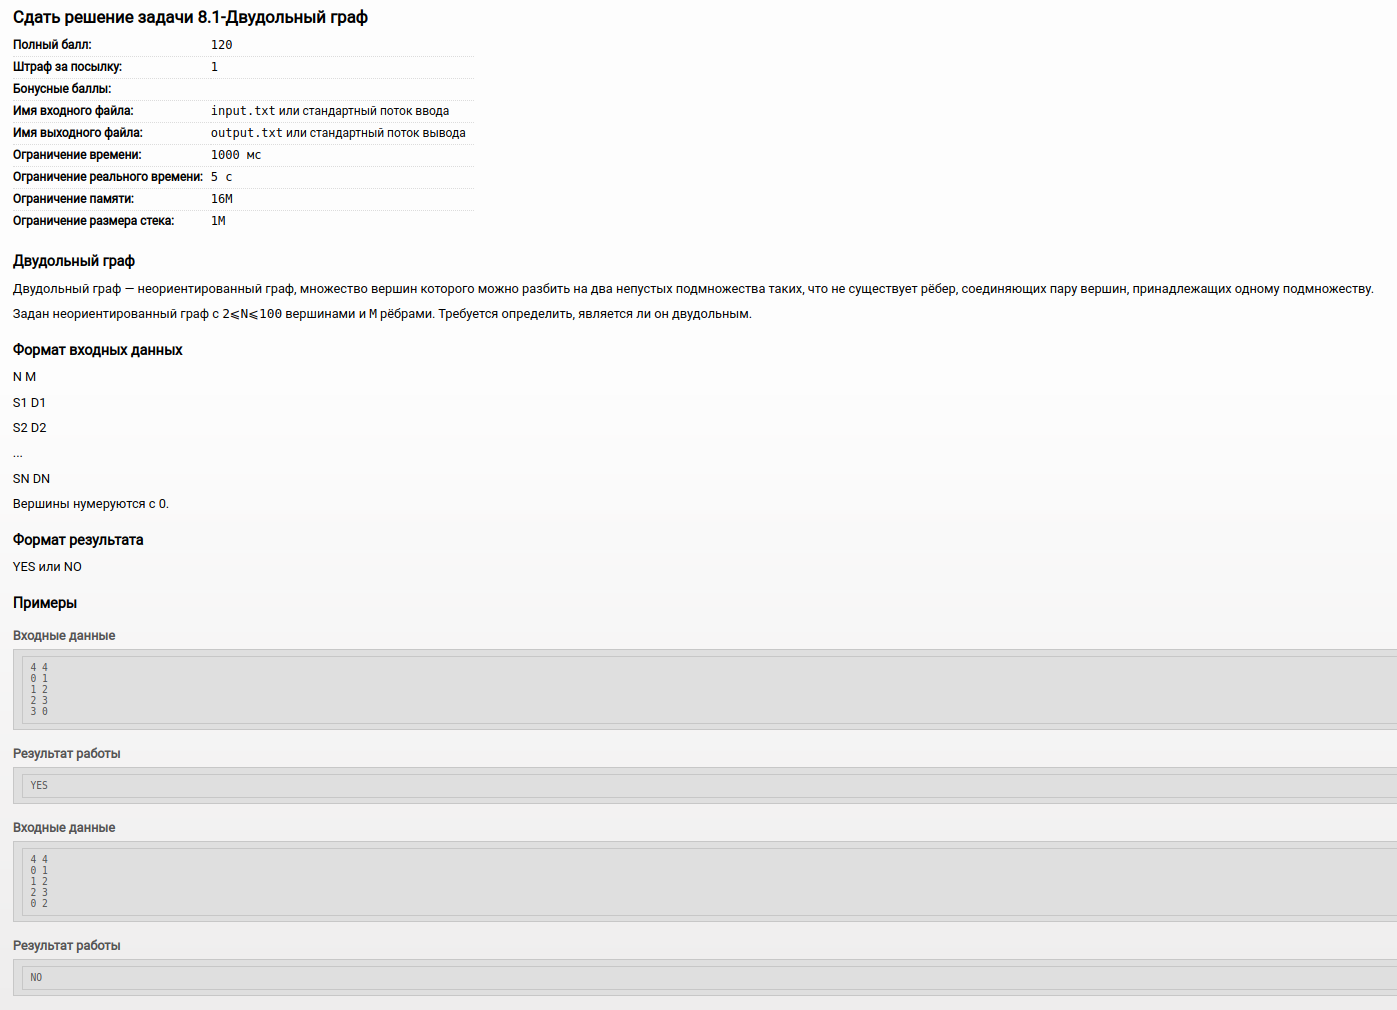 Сдать решение задачи 8.1-Двудольный граф
Полный балл: 120
Штраф за посылку: 1
Бонусные баллы:
Имя входного файла: input.txt или стандартный поток ввода
Имя выходного файла: output.txt или стандартный поток вывода
Ограничение времени: 1000 мс
Ограничение реального времени: 5 с
Ограничение памяти: 16M
Ограничение размера стека: 1M
Двудольный граф
Двудольный граф — неориентированный граф, множество вершин которого можно разбить на два непустых подмножества таких, что не существует рёбер, соединяющих пару вершин, принадлежащих одному подмножеству.
Задан неориентированный граф с 2⩽N⩽100 вершинами и M рёбрами. Требуется определить, является ли он двудольным.
Формат входных данных
N M
S1 D1
S2 D2
...
SN DN
Вершины нумеруются с 0.
Формат результата
YES или NO
Примеры
Входные данные
4 4
0 1
1 2
2 3
3 0
Результат работы
YES
Входные данные
4 4
0 1
1 2
2 3
0 2
Результат работы
NO